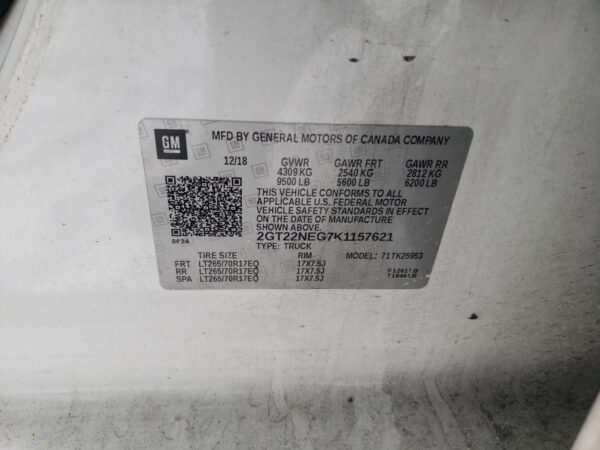 GM
MFD BY GENERAL MOTORS OF CANADA COMPANY
12/18 GVWR GAWR FRT GAWR RR
4309 KG 2540 KG 2812 KG
9500 LB 5600 LB 6200 LB
THIS VEHICLE CONFORMS TO ALL
APPLICABLE U.S. FEDERAL MOTOR
VEHICLE SAFETY STANDARDS IN EFFECT
ON THE DATE OF MANUFACTURE
SHOWN ABOVE
2GT22NEG7K1157621
TYPE: TRUCK
TIRE SIZE RIM MODEL: 71TK25953
FRT LT265/70R17EQ 17X7.5J
RR LT265/70R17EQ 17X7.5J
SPA LT265/70R17EQ 17X7.5J